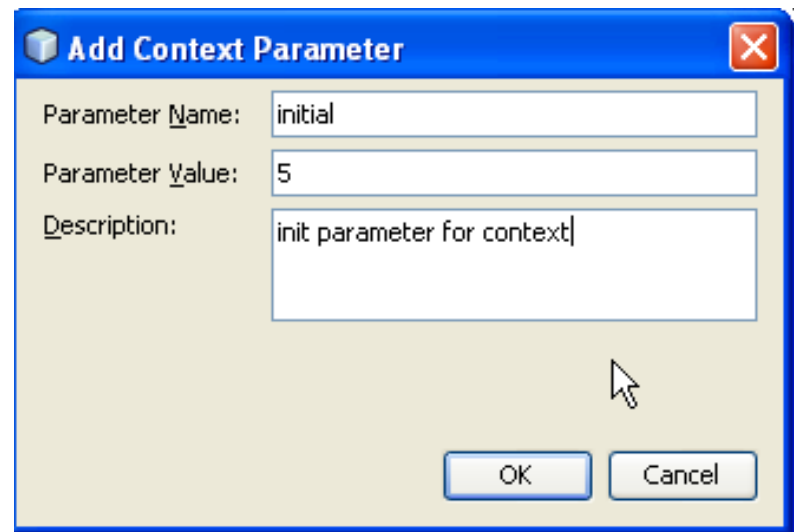 Add Context Parameter
Parameter Name: initial
Parameter Value: 5
Description: init parameter for context
OK Cancel